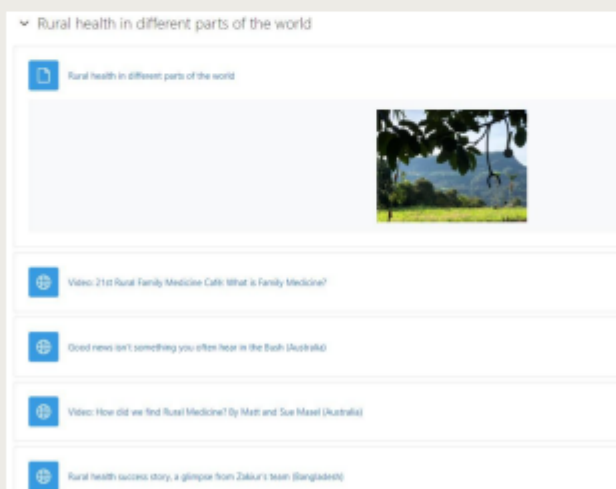 Rural health in different parts of the world
Rural health in different parts of the world
Video: 21st Rural Family Medicine Café: What is Family Medicine?
Good news isn't something you often hear in the Bush (Australia)
Video: How did we find Rural Medicine? By Matt and Sue Masel (Australia)
Rural health success story, a glimpse from Zakiur's team (Bangladesh)